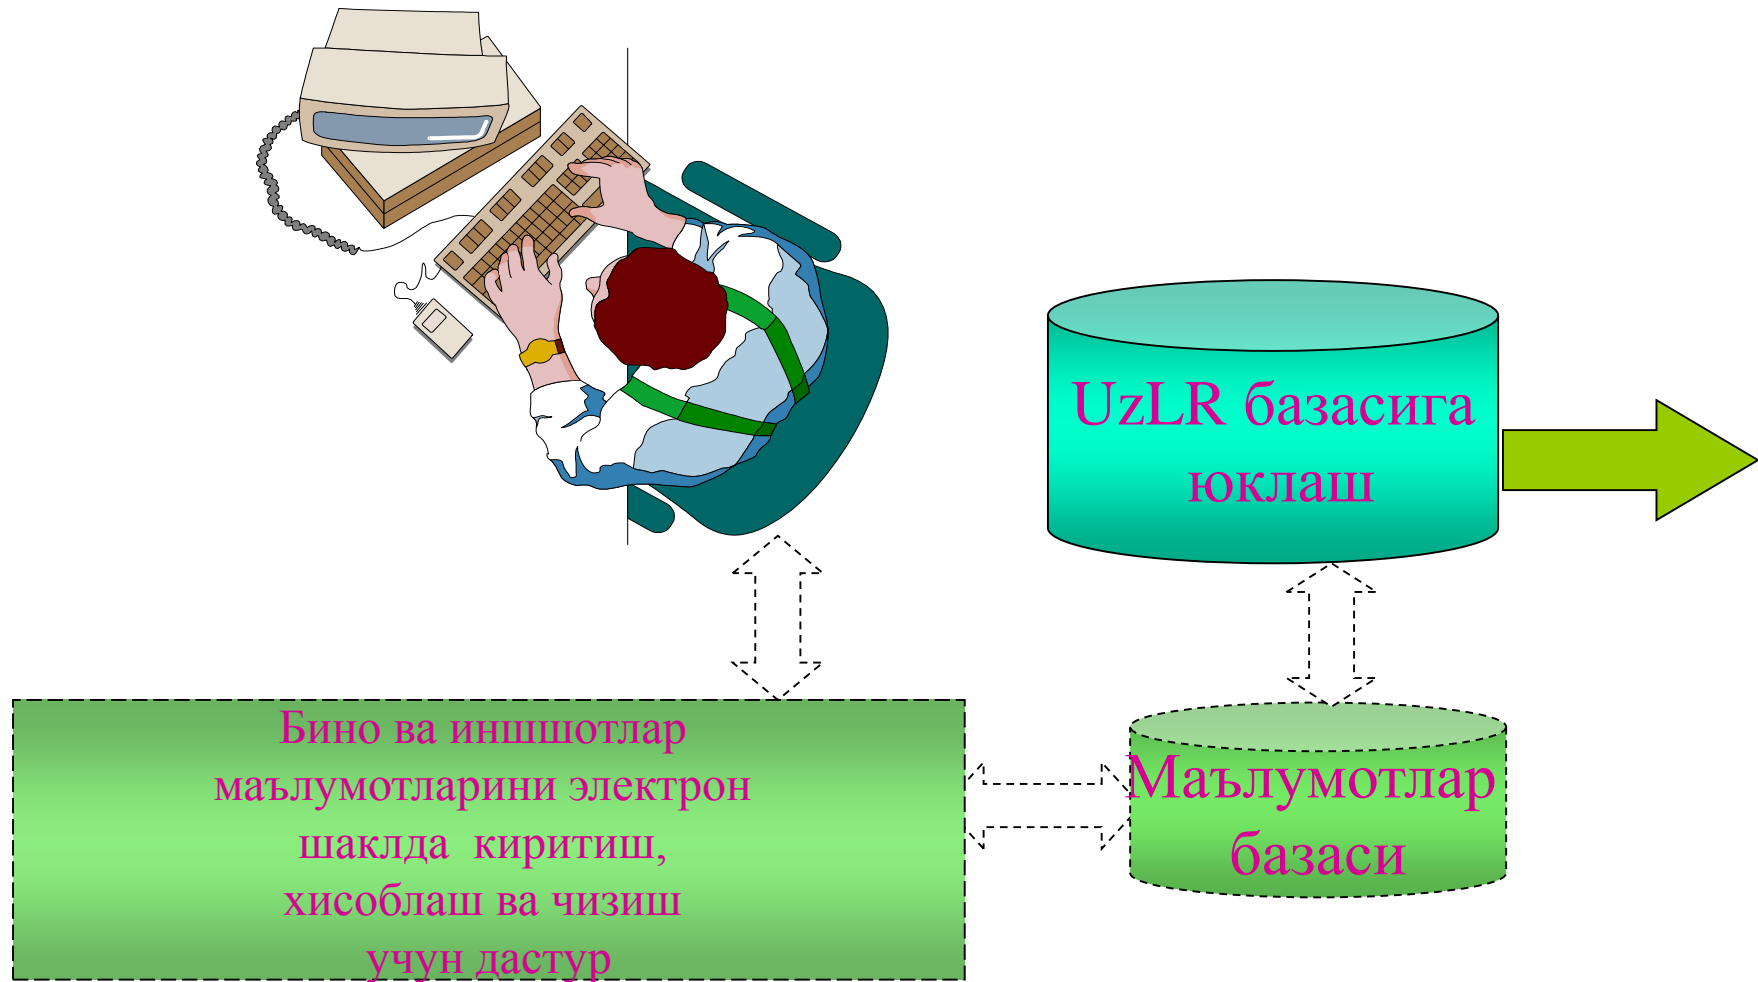 UzLR базасига
юклаш
Бино ва иншшотлар
маълумотларини электрон
шаклда  киритиш,
хисоблаш ва чизиш
учун дастур
Маълумотлар
базаси